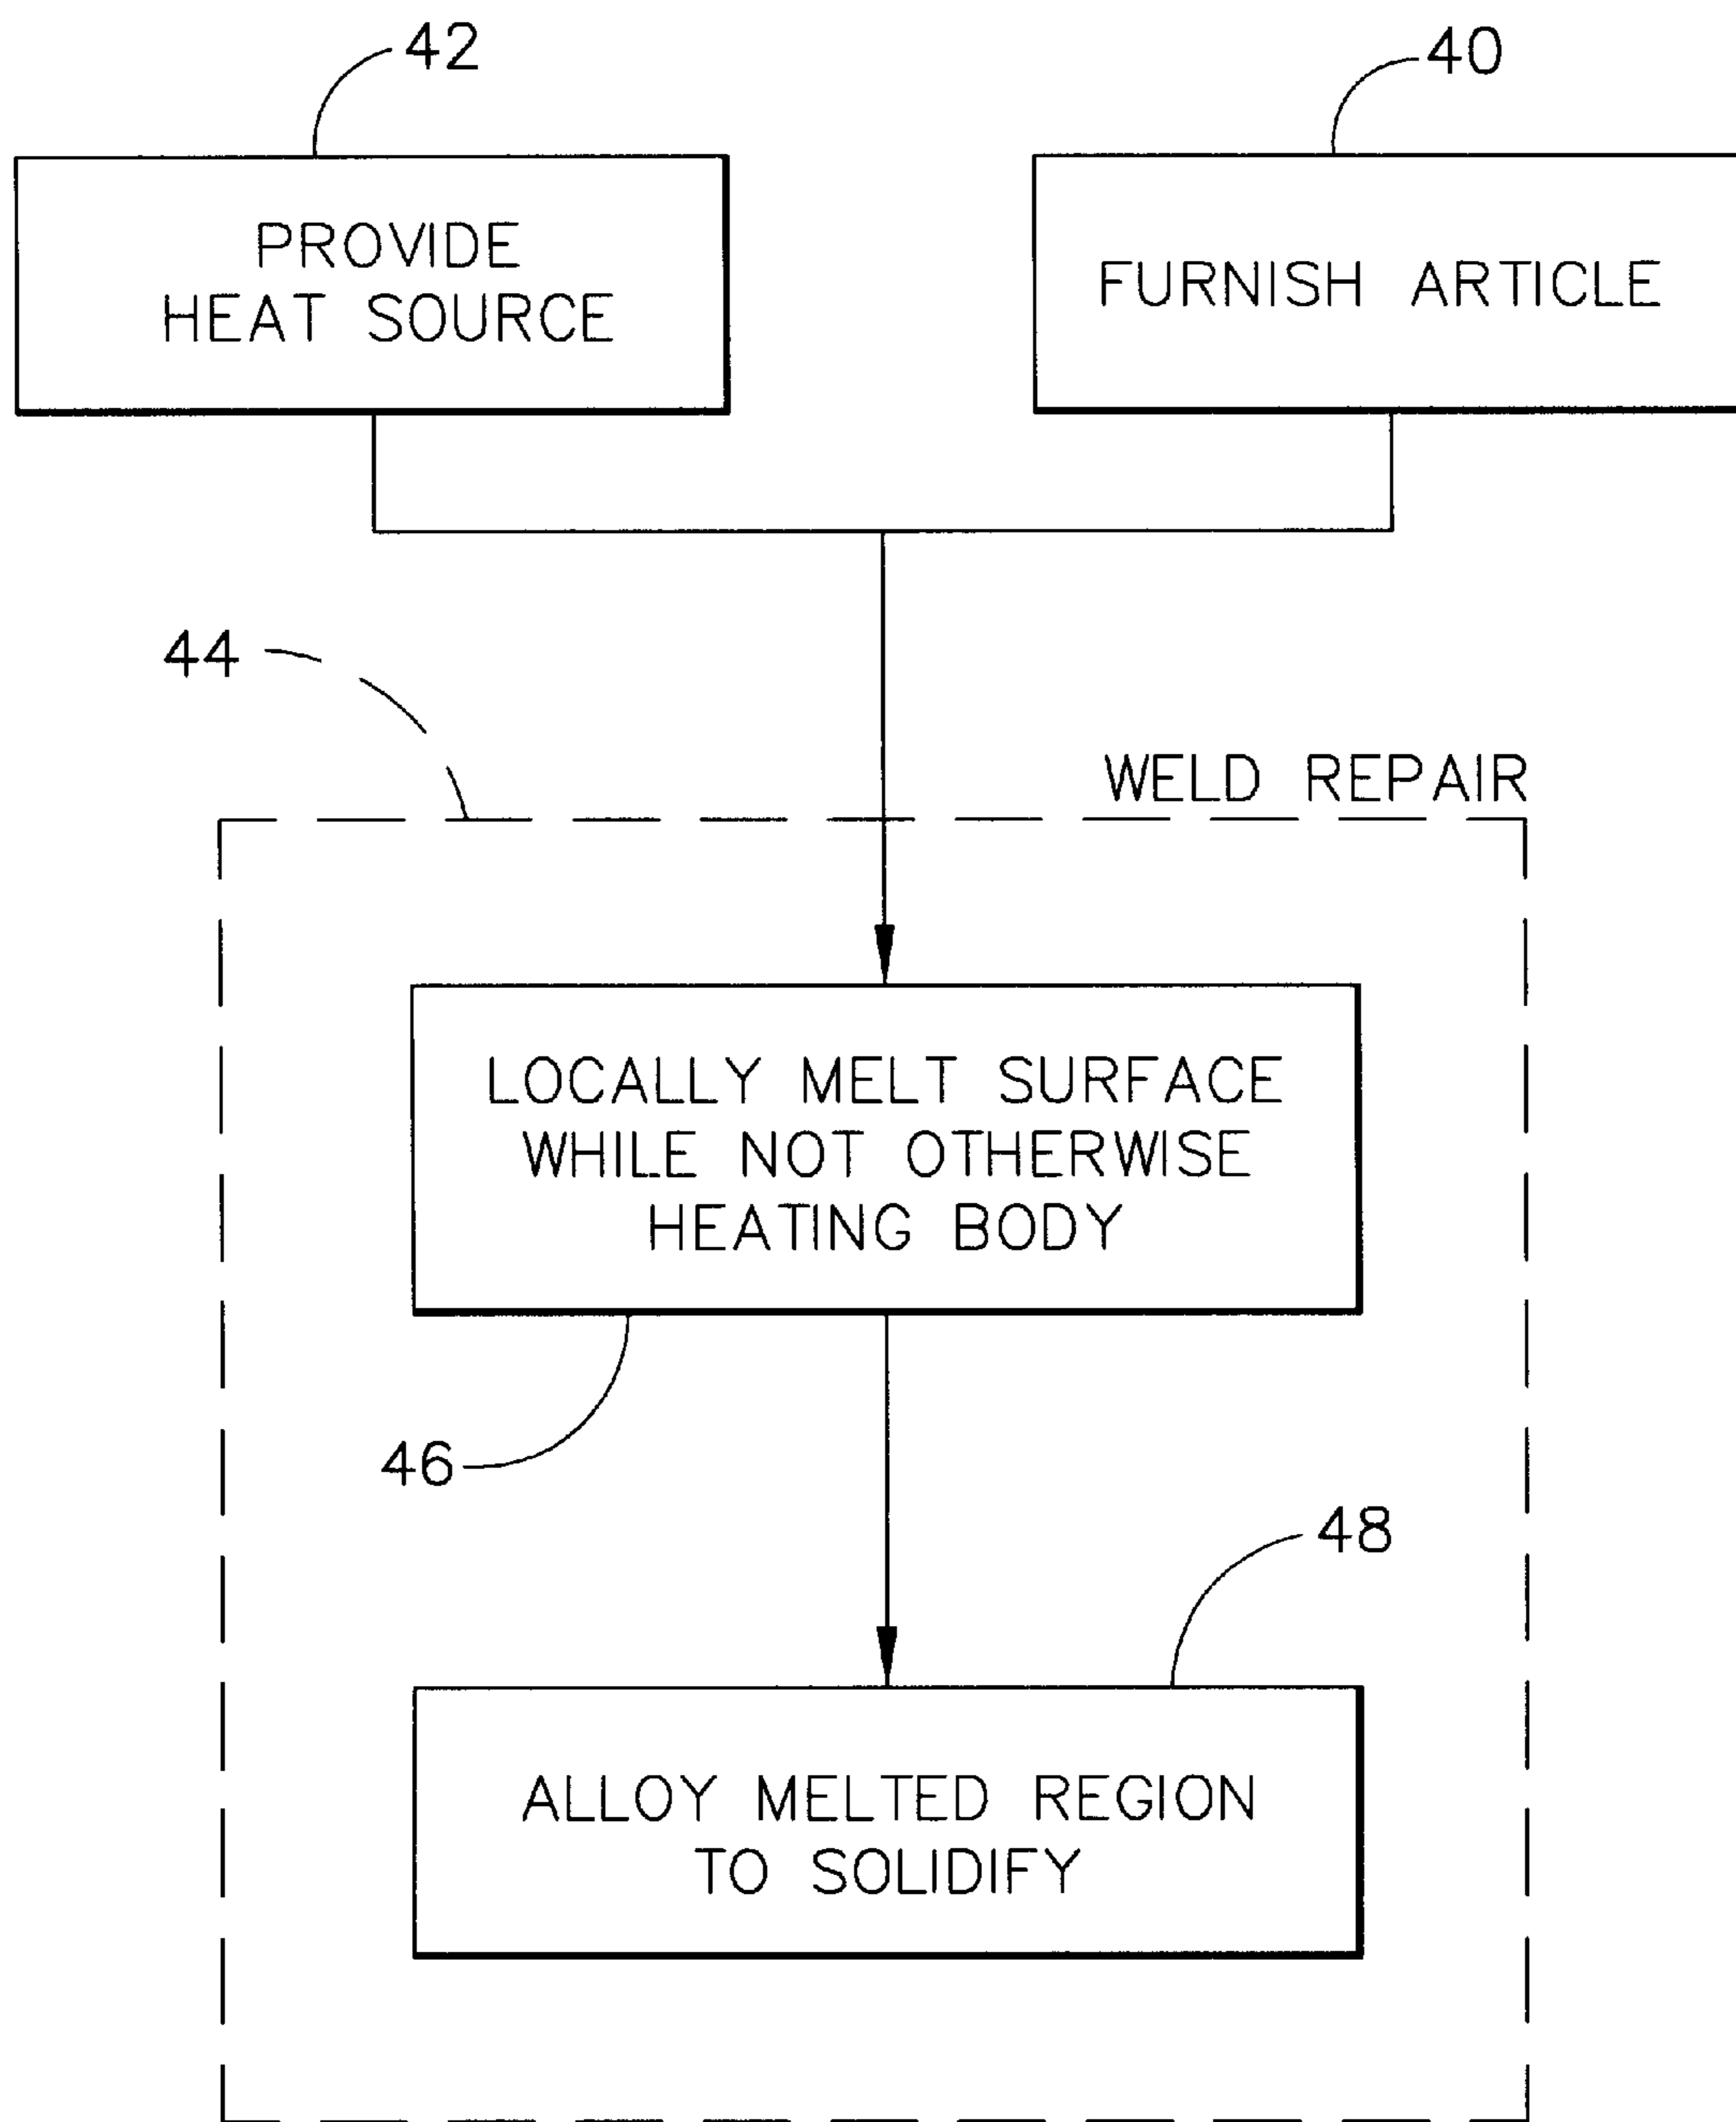 42
40
PROVIDE
HEAT SOURCE
FURNISH ARTICLE
44
WELD REPAIR
LOCALLY MELT SURFACE
WHILE NOT OTHERWISE
HEATING BODY
46
48
ALLOY MELTED REGION
TO SOLIDIFY